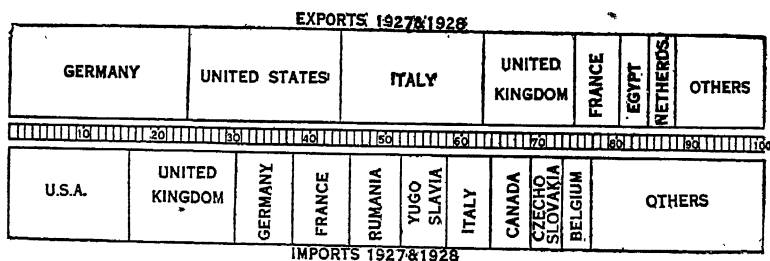 EXPORTS 1927&1928
GERMANY
UNITED STATES
ITALY
UNITED
KINGDOM
FRANCE
EGYPT
NETHERDS.
OTHERS
10 20 30 40 50 60 70 80 90 100
U.S.A.
UNITED
KINGDOM
GERMANY
FRANCE
RUMANIA
YUGO
SLAVIA
ITALY
CANADA
CZECHO
SLOVAKIA
BELGIUM
OTHERS
IMPORTS 1927&1928